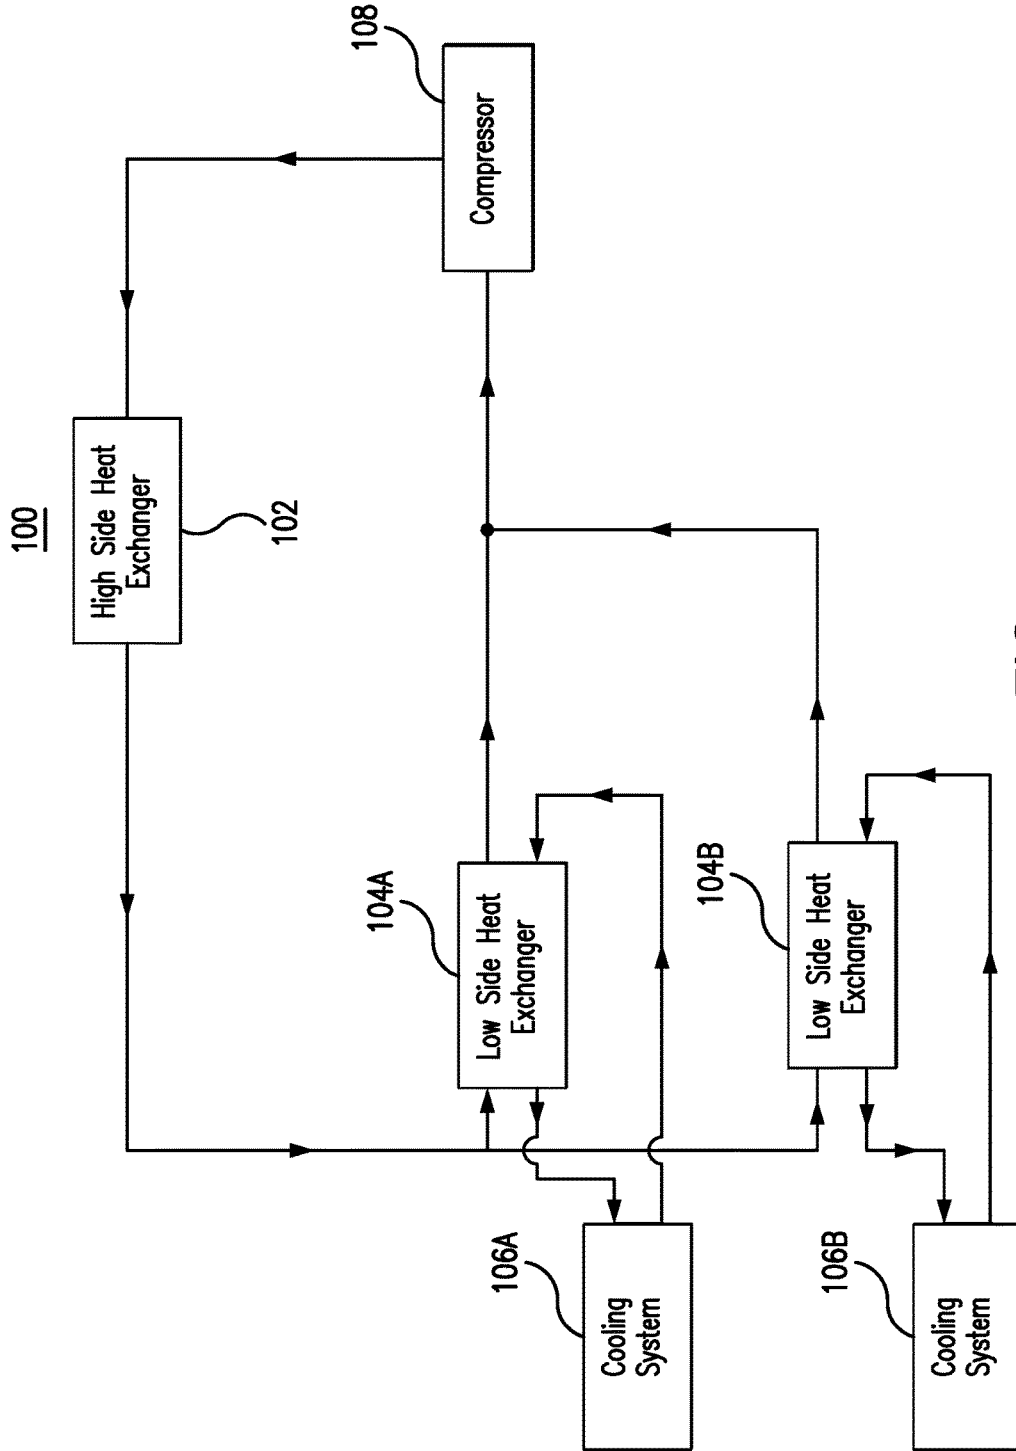 100
High Side Heat
Exchanger
102
108
Compressor
104A
Low Side Heat
Exchanger
106A
Cooling
System
104B
Low Side Heat
Exchanger
106B
Cooling
System